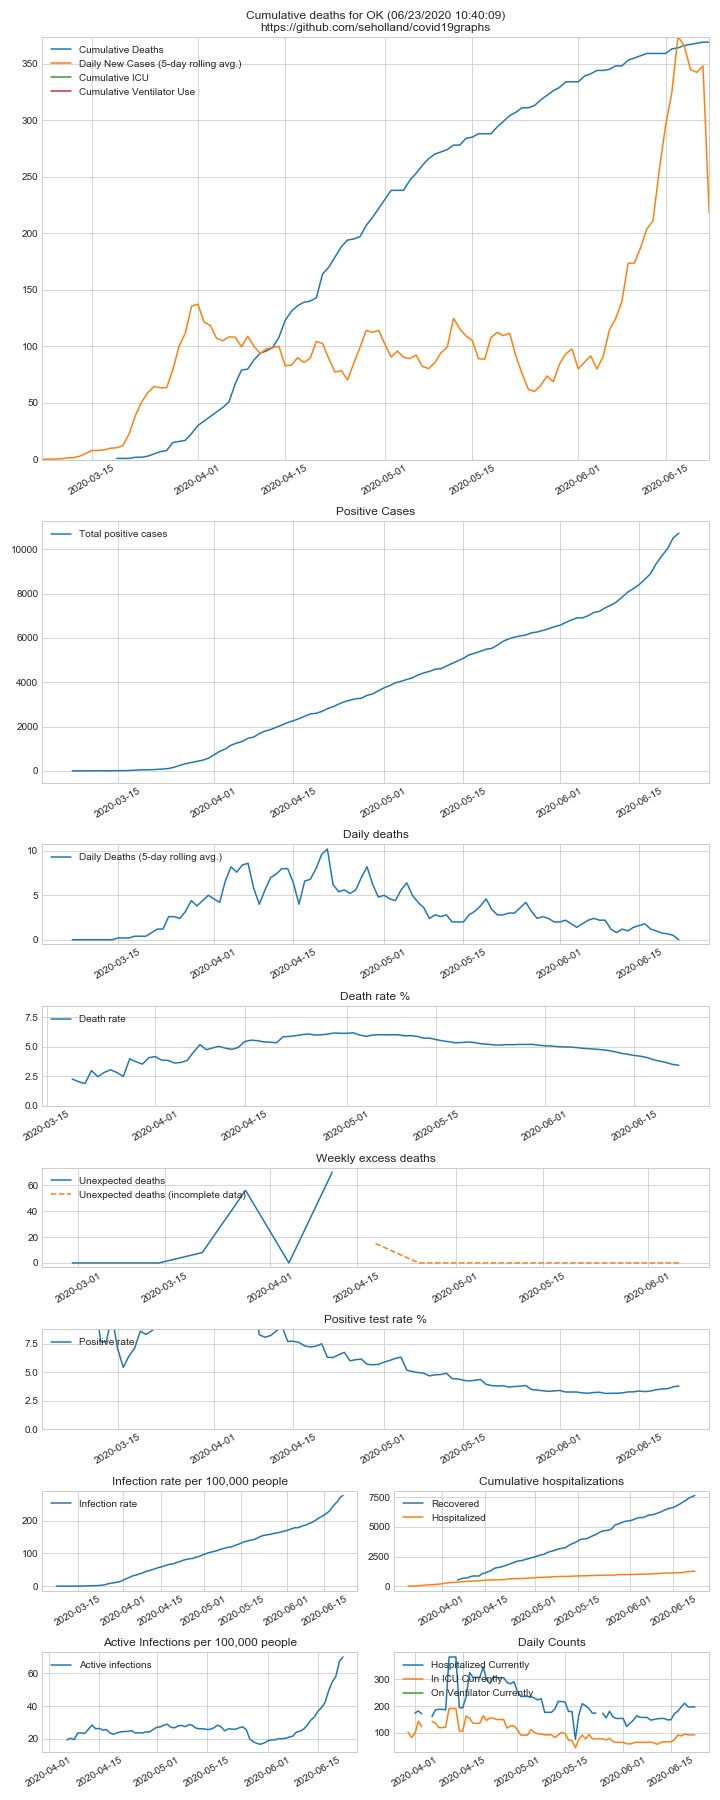 Cumulative deaths for OK (06/23/2020 10:40:09)
https://github.com/seholland/covid19graphs
Cumulative Deaths
Daily New Cases (5-day rolling avg.)
Cumulative ICU
Cumulative Ventilator Use
350
300
250
200
150
100
50
0
2020-03-15 2020-04-01 2020-04-15 2020-05-01 2020-05-15 2020-06-01 2020-06-15
Positive Cases
Total positive cases
10000
8000
6000
4000
2000
0
2020-03-15 2020-04-01 2020-04-15 2020-05-01 2020-05-15 2020-06-01 2020-06-15
Daily deaths
Daily Deaths (5-day rolling avg.)
10
5
0
2020-03-15 2020-04-01 2020-04-15 2020-05-01 2020-05-15 2020-06-01 2020-06-15
Death rate %
Death rate
7.5
5.0
2.5
0.0
2020-03-15 2020-04-01 2020-04-15 2020-05-01 2020-05-15 2020-06-01 2020-06-15
Weekly excess deaths
Unexpected deaths
Unexpected deaths (incomplete data)
60
40
20
0
2020-03-01 2020-03-15 2020-04-01 2020-04-15 2020-05-01 2020-05-15 2020-06-01
Positive test rate %
Positive rate
7.5
5.0
2.5
0.0
2020-03-15 2020-04-01 2020-04-15 2020-05-01 2020-05-15 2020-06-01 2020-06-15
Infection rate per 100,000 people
Infection rate
200
100
0
2020-03-15 2020-04-01 2020-04-15 2020-05-01 2020-05-15 2020-06-01 2020-06-15
Cumulative hospitalizations
Recovered
Hospitalized
7500
5000
2500
0
2020-04-01 2020-04-15 2020-05-01 2020-05-15 2020-06-01 2020-06-15
Active Infections per 100,000 people
Active infections
60
40
20
2020-04-01 2020-04-15 2020-05-01 2020-05-15 2020-06-01 2020-06-15
Daily Counts
Hospitalized Currently
In ICU Currently
On Ventilator Currently
300
200
100
2020-04-01 2020-04-15 2020-05-01 2020-05-15 2020-06-01 2020-06-15